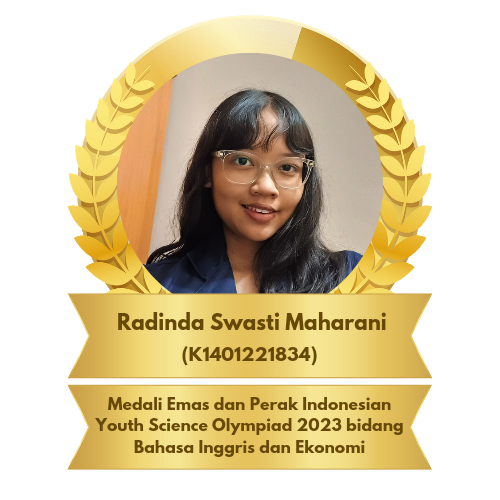 Radinda Swasti Maharani
(K1401221834)
Medali Emas dan Perak Indonesian
Youth Science Olympiad 2023 bidang
Bahasa Inggris dan Ekonomi